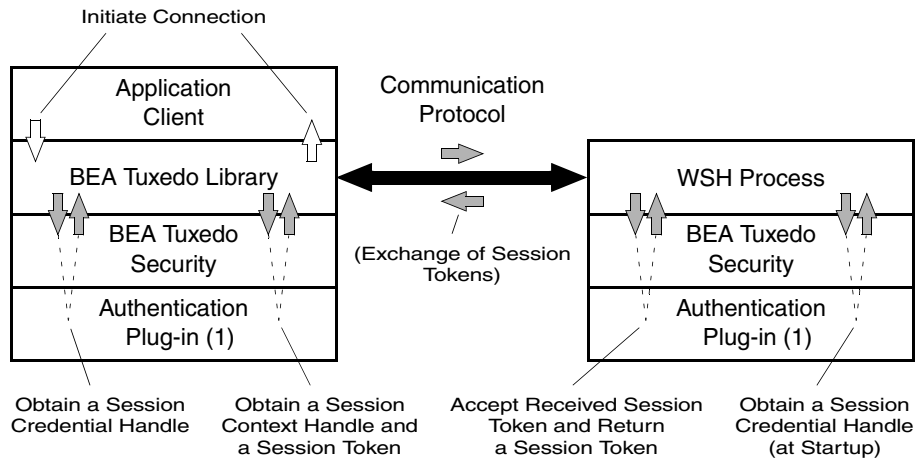 Initiate Connection
Application
Client
BEA Tuxedo Library
BEA Tuxedo
Security
Authentication
Plug-in (1)
Communication
Protocol
(Exchange of Session
Tokens)
WSH Process
BEA Tuxedo
Security
Authentication
Plug-in (1)
Obtain a Session
Credential Handle
Obtain a Session
Context Handle and
a Session Token
Accept Received Session
Token and Return
a Session Token
Obtain a Session
Credential Handle
(at Startup)